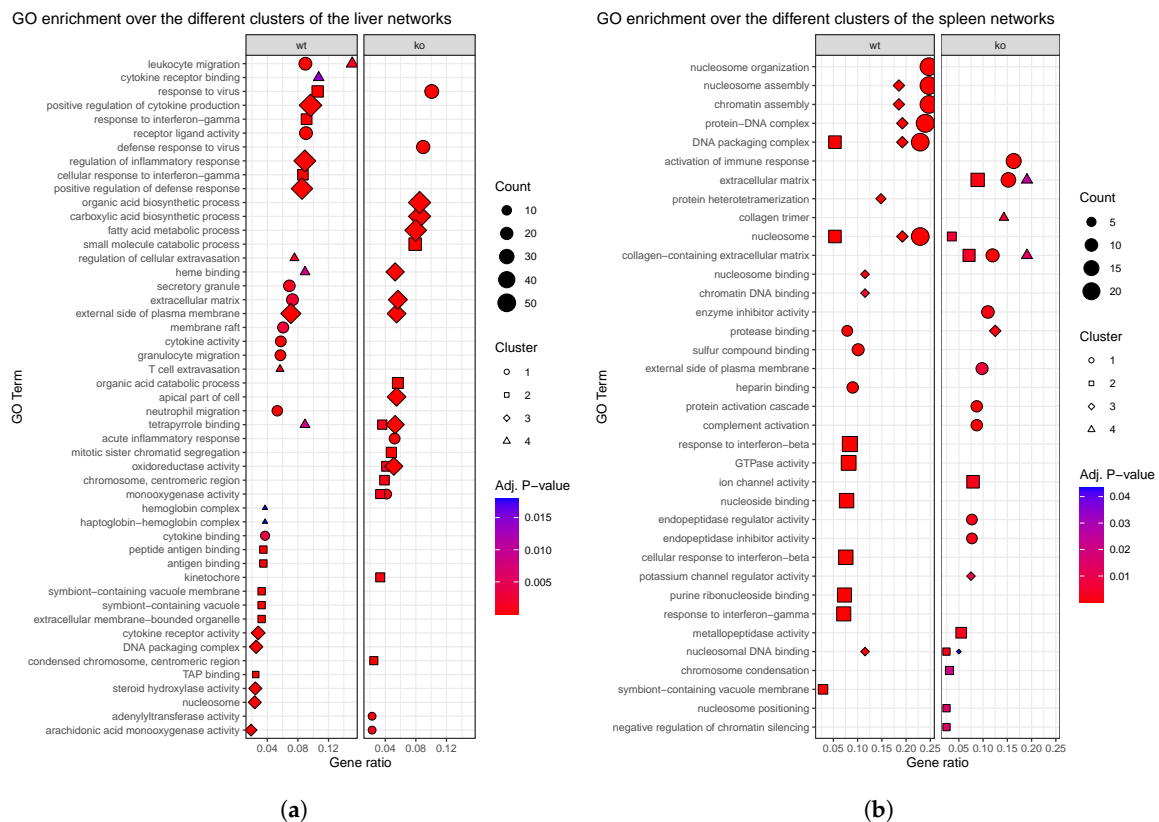 GO enrichment over the different clusters of the liver networks
wt
ko
leukocyte migration
cytokine receptor binding
response to virus
positive regulation of cytokine production
response to interferon−gamma
receptor ligand activity
defense response to virus
regulation of inflammatory response
cellular response to interferon−gamma
positive regulation of defense response
organic acid biosynthetic process
carboxylic acid biosynthetic process
fatty acid metabolic process
small molecule catabolic process
regulation of cellular extravasation
heme binding
secretory granule
extracellular matrix
external side of plasma membrane
membrane raft
cytokine activity
granulocyte migration
T cell extravasation
organic acid catabolic process
apical part of cell
neutrophil migration
tetrapyrrole binding
acute inflammatory response
mitotic sister chromatid segregation
oxidoreductase activity
chromosome, centromeric region
monooxygenase activity
hemoglobin complex
haptoglobin−hemoglobin complex
cytokine binding
peptide antigen binding
antigen binding
kinetochore
symbiont−containing vacuole membrane
symbiont−containing vacuole
extracellular membrane−bounded organelle
cytokine receptor activity
DNA packaging complex
condensed chromosome, centromeric region
TAP binding
steroid hydroxylase activity
nucleosome
adenylyltransferase activity
arachidonic acid monooxygenase activity
GO Term
0.04 0.08 0.12
0.04 0.08 0.12
Gene ratio
Count
10
20
30
40
50
Cluster
1
2
3
4
Adj. P−value
0.015
0.010
0.005
(a)
GO enrichment over the different clusters of the spleen networks
wt
ko
nucleosome organization
nucleosome assembly
chromatin assembly
protein−DNA complex
DNA packaging complex
activation of immune response
extracellular matrix
protein heterotetramerization
collagen trimer
nucleosome
collagen−containing extracellular matrix
nucleosome binding
chromatin DNA binding
enzyme inhibitor activity
protease binding
sulfur compound binding
external side of plasma membrane
heparin binding
protein activation cascade
complement activation
response to interferon−beta
GTPase activity
ion channel activity
nucleoside binding
endopeptidase regulator activity
endopeptidase inhibitor activity
cellular response to interferon−beta
potassium channel regulator activity
purine ribonucleoside binding
response to interferon−gamma
metallopeptidase activity
nucleosomal DNA binding
chromosome condensation
symbiont−containing vacuole membrane
nucleosome positioning
negative regulation of chromatin silencing
GO Term
0.05 0.10 0.15 0.20 0.25
0.05 0.10 0.15 0.20 0.25
Gene ratio
Count
5
10
15
20
Cluster
1
2
3
4
Adj. P−value
0.04
0.03
0.02
0.01
(b)